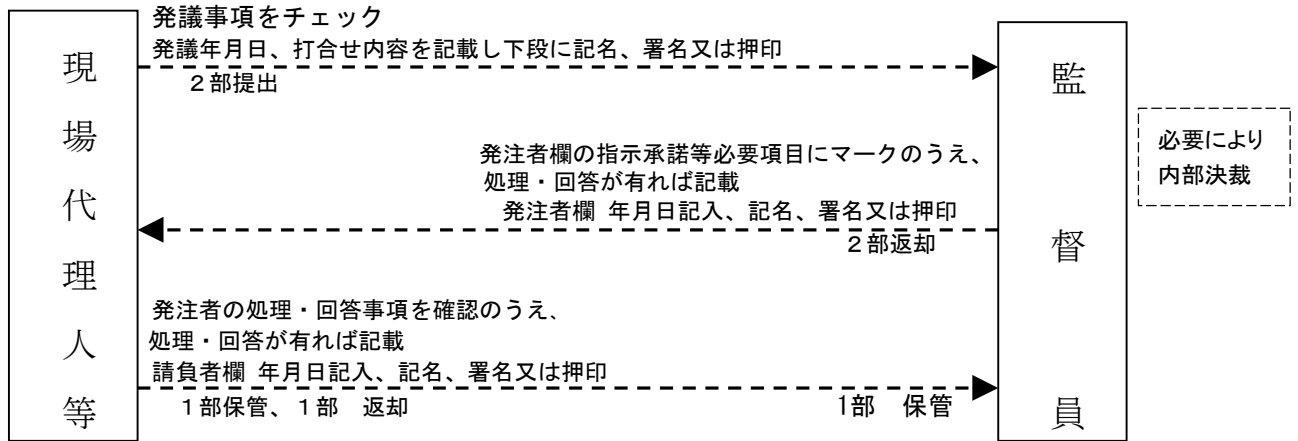 発議事項をチェック
発議年月日、打合せ内容を記載し下段に記名、署名又は押印
２部提出
現場代理人等
監督員
必要により
内部決裁
発注者欄の指示承諾等必要項目にマークのうえ、
処理・回答が有れば記載
発注者欄 年月日記入、記名、署名又は押印
２部返却
発注者の処理・回答事項を確認のうえ、
処理・回答が有れば記載
請負者欄 年月日記入、記名、署名又は押印
１部保管、１部　返却
1部　保管